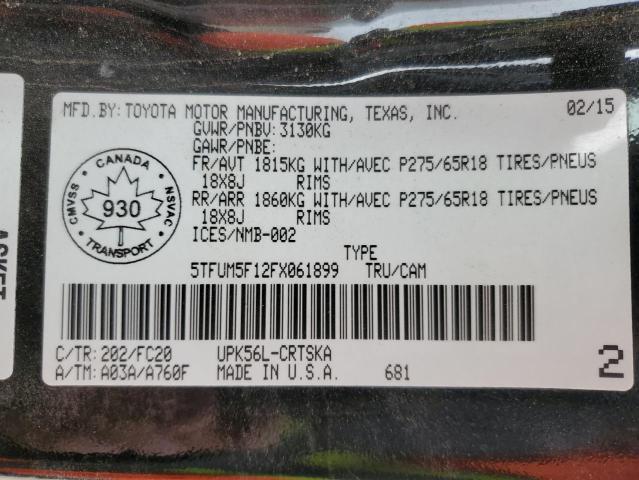 MFD.BY:TOYOTA MOTOR MANUFACTURING, TEXAS, INC. 02/15
GVWR/PNBV:3130KG
GAWR/PNBE:
FR/AVT 1815KG WITH/AVEC P275/65R18 TIRES/PNEUS
18X8J RIMS
RR/ARR 1860KG WITH/AVEC P275/65R18 TIRES/PNEUS
18X8J RIMS
ICES/NMB-002
CANADA
CMVSS
NSVAC
930
TRANSPORT
TYPE
5TFUM5F12FX061899 TRU/CAM
C/TR:202/FC20 UPK56L-CRTSKA
A/TM:A03A/A760F MADE IN U.S.A. 681
2